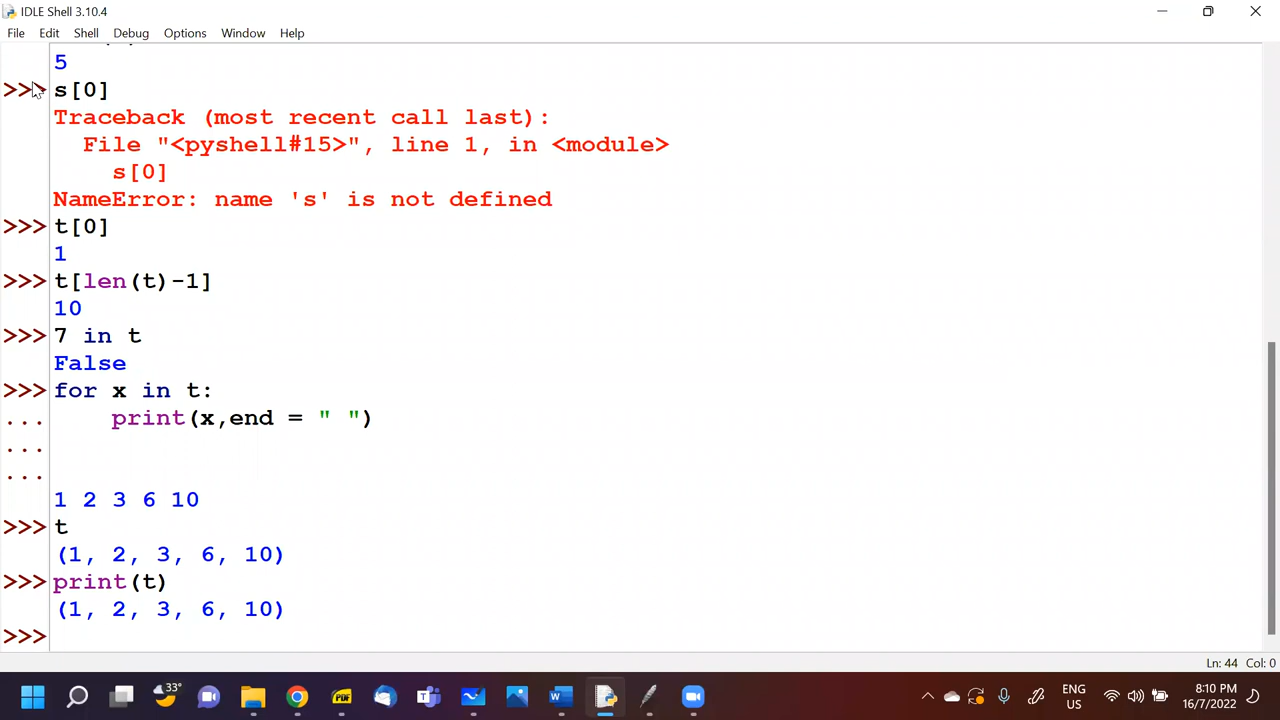 IDLE Shell 3.10.4
File Edit Shell Debug Options Window Help
5
>>> s[0]
Traceback (most recent call last):
  File "<pyshell#15>", line 1, in <module>
    s[0]
NameError: name 's' is not defined
>>> t[0]
1
>>> t[len(t)-1]
10
>>> 7 in t
False
>>> for x in t:
...     print(x,end = " ")
...
...
1 2 3 6 10
>>> t
(1, 2, 3, 6, 10)
>>> print(t)
(1, 2, 3, 6, 10)
>>>
Ln: 44 Col: 0
33°
PDF
ENG
US
8:10 PM
16/7/2022